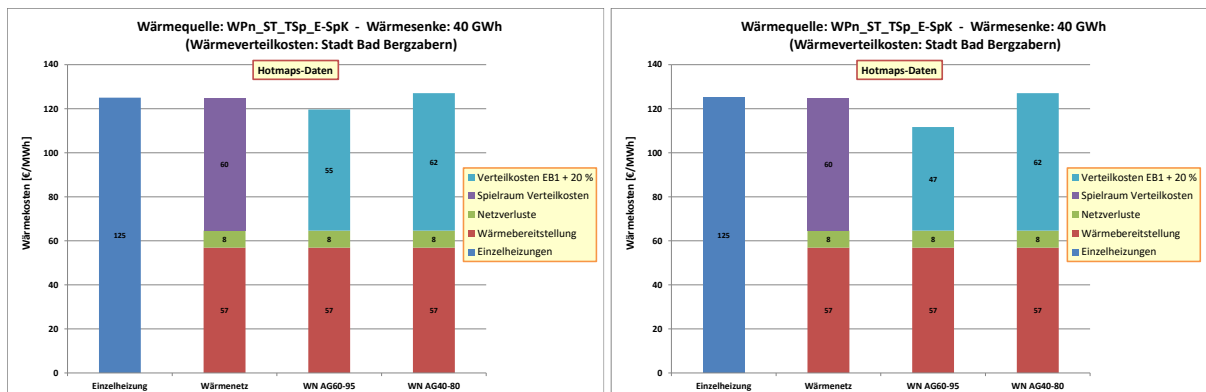 Wärmequelle: WPn_ST_TSp_E-SpK - Wärmesenke: 40 GWh
(Wärmeverteilkosten: Stadt Bad Bergzabern)
Hotmaps-Daten
Wärmekosten [€/MWh]
140
120
100
80
60
40
20
0
125
60
8
57
55
8
57
62
8
57
Einzelheizung
Wärmenetz
WN AG60-95
WN AG40-80
Verteilkosten EB1 + 20 %
Spielraum Verteilkosten
Netzverluste
Wärmebereitstellung
Einzelheizungen
Wärmequelle: WPn_ST_TSp_E-SpK - Wärmesenke: 40 GWh
(Wärmeverteilkosten: Stadt Bad Bergzabern)
Hotmaps-Daten
Wärmekosten [€/MWh]
140
120
100
80
60
40
20
0
125
60
8
57
47
8
57
62
8
57
Einzelheizung
Wärmenetz
WN AG60-95
WN AG40-80
Verteilkosten EB1 + 20 %
Spielraum Verteilkosten
Netzverluste
Wärmebereitstellung
Einzelheizungen